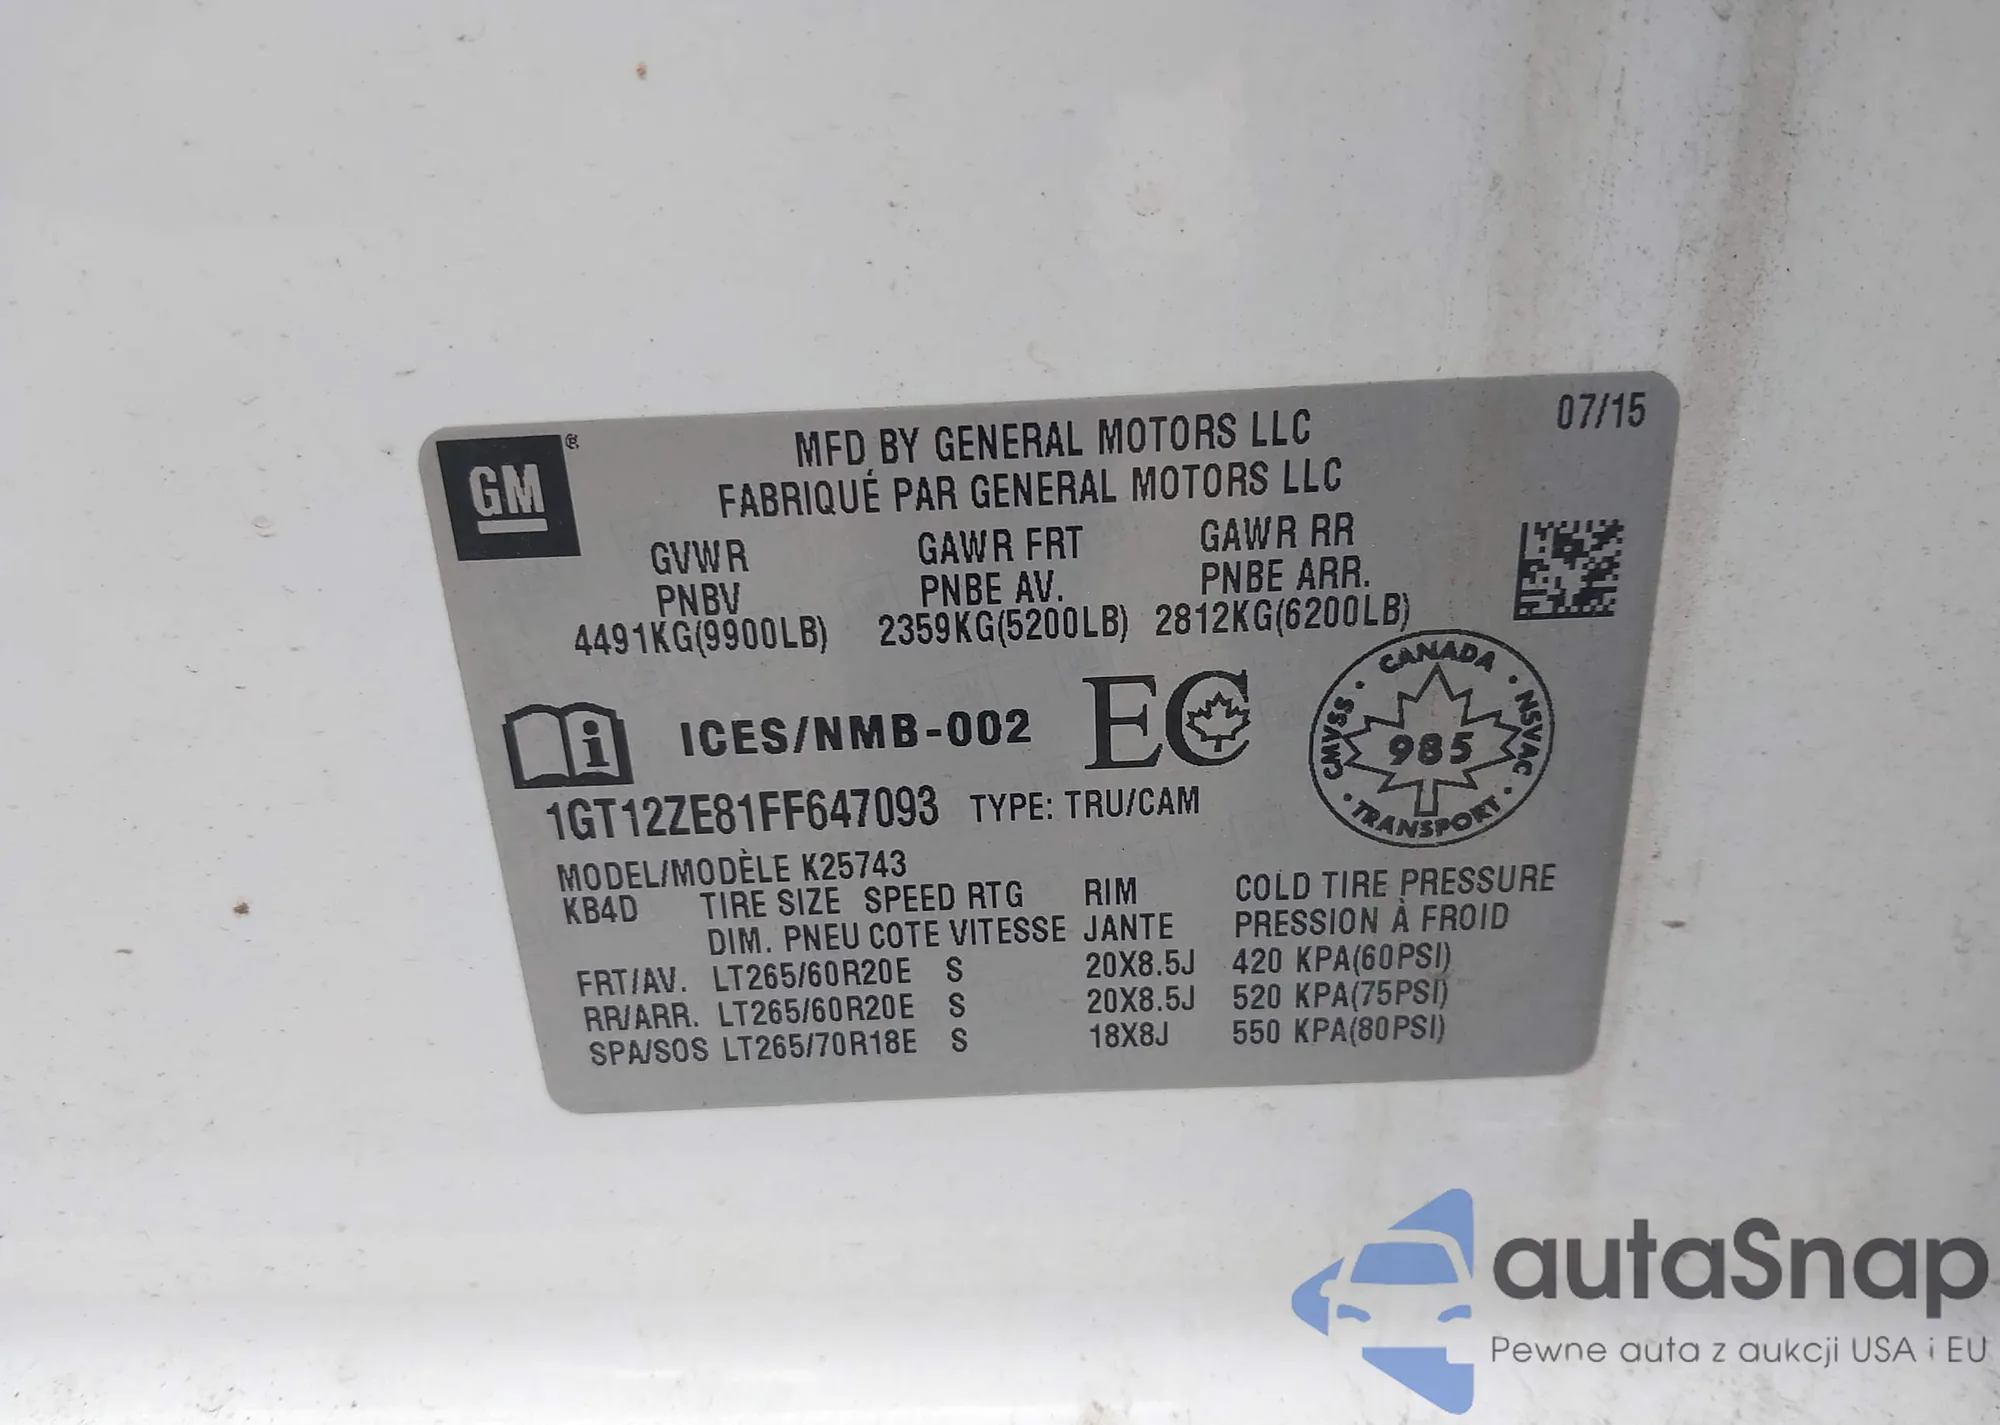 07/15
GM
MFD BY GENERAL MOTORS LLC
FABRIQUÉ PAR GENERAL MOTORS LLC
GVWR GAWR FRT GAWR RR
PNBV PNBE AV. PNBE ARR.
4491KG(9900LB) 2359KG(5200LB) 2812KG(6200LB)
i ICES/NMB-002 EC
CANADA
CMVSS 985 NSVAC
TRANSPORT
1GT12ZE81FF647093 TYPE: TRU/CAM
MODEL/MODÈLE K25743
KB4D TIRE SIZE SPEED RTG RIM COLD TIRE PRESSURE
DIM. PNEU COTE VITESSE JANTE PRESSION À FROID
FRT/AV. LT265/60R20E S 20X8.5J 420 KPA(60PSI)
RR/ARR. LT265/60R20E S 20X8.5J 520 KPA(75PSI)
SPA/SOS LT265/70R18E S 18X8J 550 KPA(80PSI)
autaSnap
Pewne auta z aukcji USA i EU